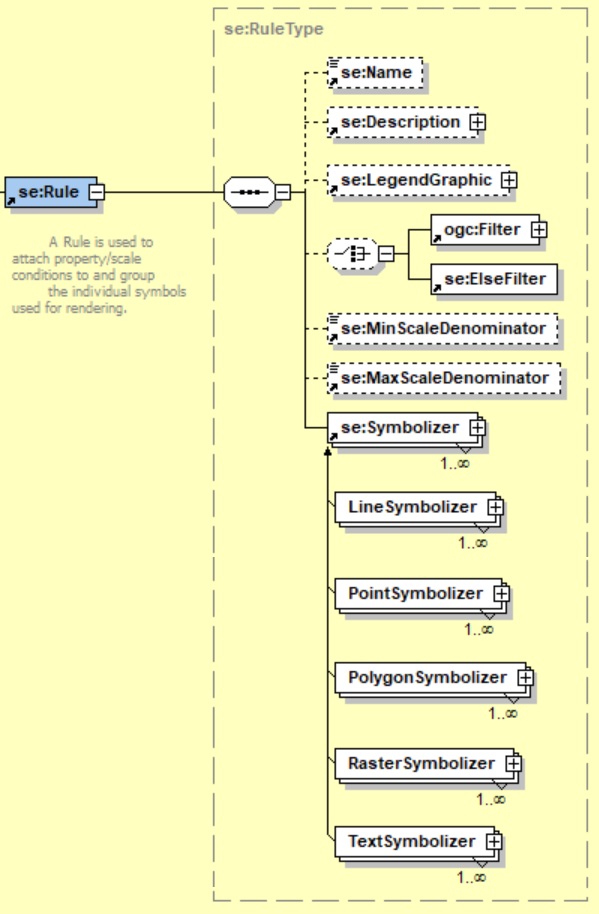 se:RuleType
se:Name
se:Description
se:Rule
se:LegendGraphic
A Rule is used to
attach property/scale
conditions to and group
the individual symbols
used for rendering.
ogc:Filter
se:ElseFilter
se:MinScaleDenominator
se:MaxScaleDenominator
se:Symbolizer
1..∞
LineSymbolizer
1..∞
PointSymbolizer
1..∞
PolygonSymbolizer
1..∞
RasterSymbolizer
1..∞
TextSymbolizer
1..∞